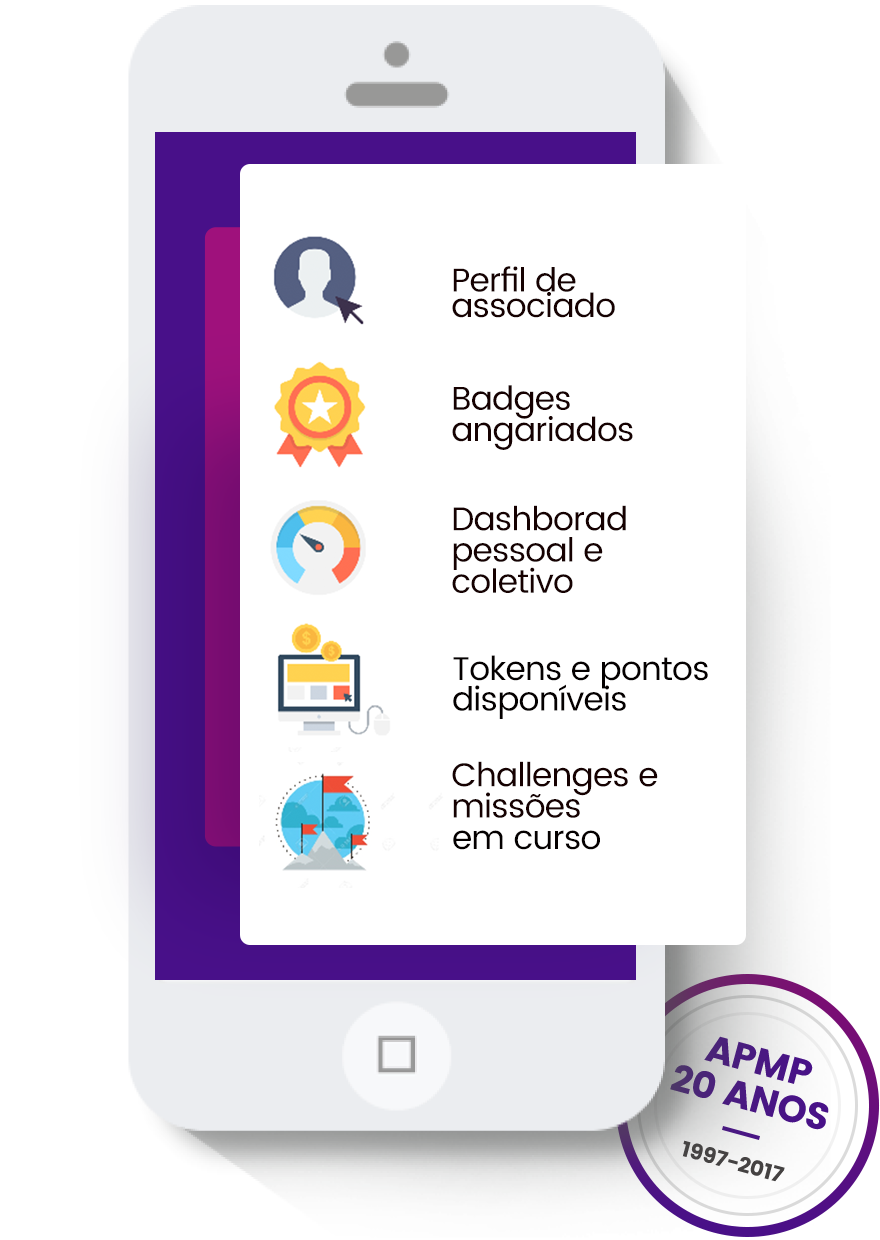 Perfil de
associado
Badges
angariados
Dashborad
pessoal e
coletivo
Tokens e pontos
disponíveis
Challenges e
missões
em curso
APMP
20 ANOS
1997-2017